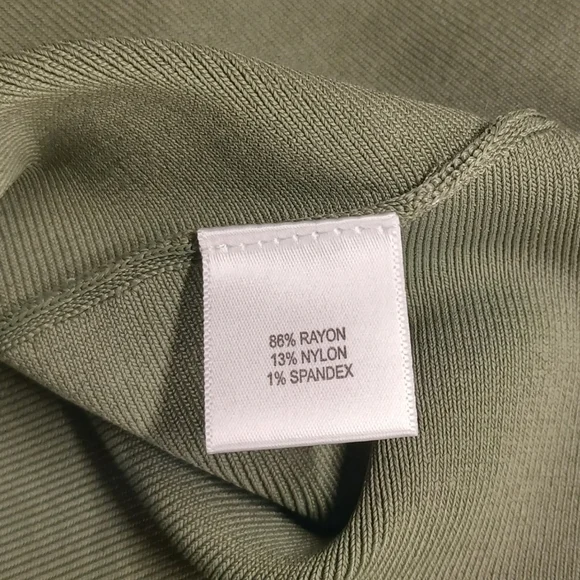 86% RAYON
13% NYLON
1% SPANDEX